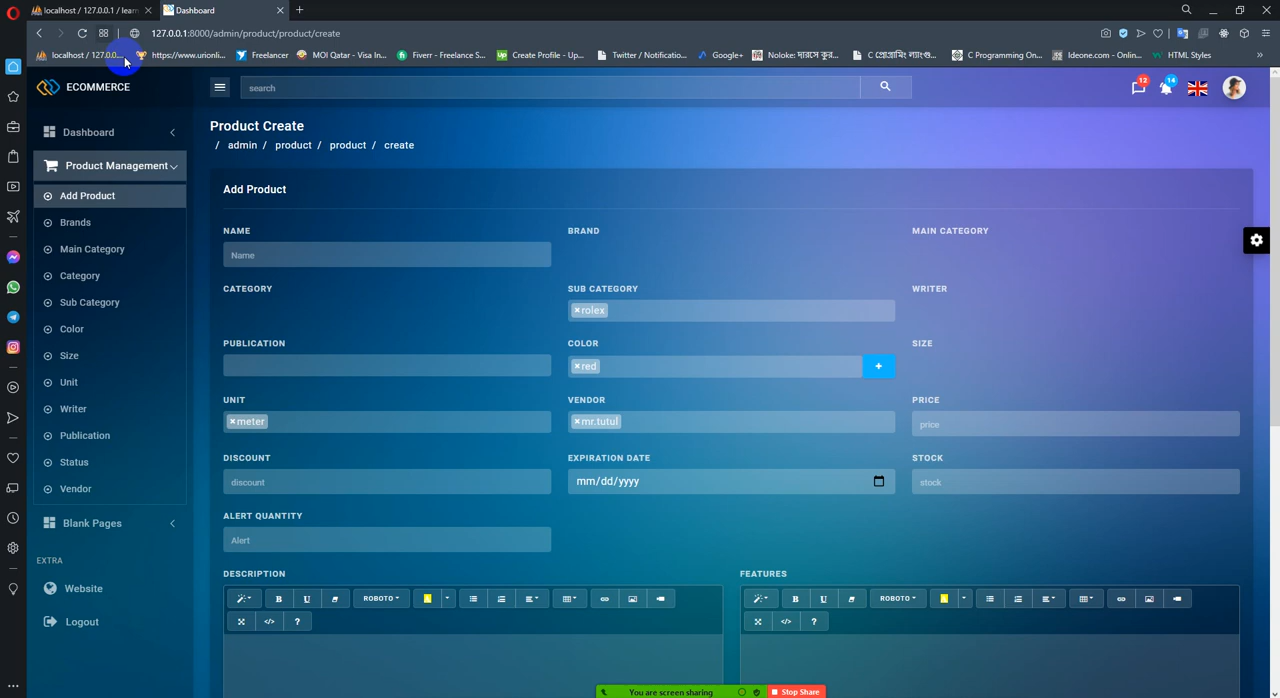 localhost / 127.0.0.1 / learn
Dashboard
127.0.0.1:8000/admin/product/product/create
localhost / 127.0.0...
https://www.urionli...
Freelancer
MOI Qatar - Visa In...
Fiverr - Freelance S...
Create Profile - Up...
Twitter / Notificatio...
Google+
Noloke: দারসে কুর...
C প্রোগ্রামিং ল্যাংগু...
C Programming On...
Ideone.com - Onlin...
HTML Styles
ECOMMERCE
search
12
14
Dashboard
Product Management
Add Product
Brands
Main Category
Category
Sub Category
Color
Size
Unit
Writer
Publication
Status
Vendor
Blank Pages
EXTRA
Website
Logout
Product Create
/ admin / product / product / create
Add Product
NAME
Name
BRAND
MAIN CATEGORY
CATEGORY
SUB CATEGORY
×rolex
WRITER
PUBLICATION
COLOR
×red
+
SIZE
UNIT
×meter
VENDOR
×mr.tutul
PRICE
price
DISCOUNT
discount
EXPIRATION DATE
mm/dd/yyyy
STOCK
stock
ALERT QUANTITY
Alert
DESCRIPTION
B U ROBOTO A
</> ?
FEATURES
B U ROBOTO A
</> ?
You are screen sharing
Stop Share